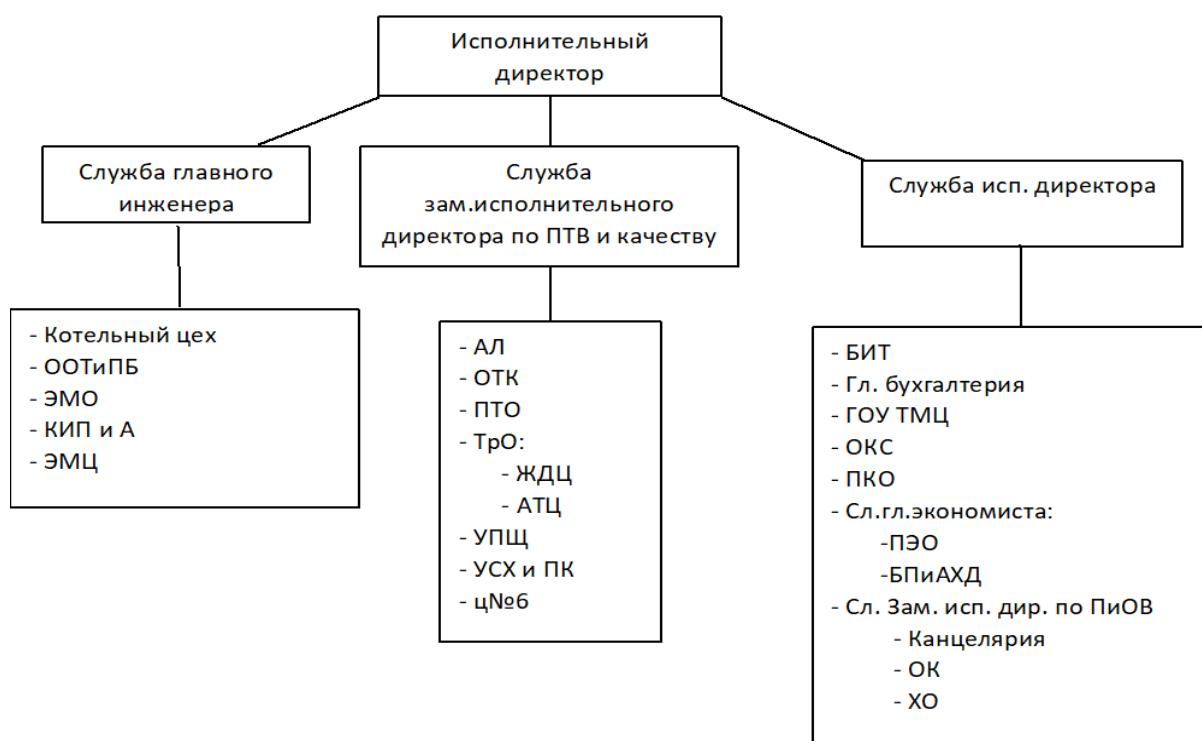 Исполнительный
директор
Служба главного
инженера
Служба
зам.исполнительного
директора по ПТВ и качеству
Служба исп. директора
- Котельный цех
- ООТиПБ
- ЭМО
- КИП и А
- ЭМЦ
- АЛ
- ОТК
- ПТО
- ТрО:
- ЖДЦ
- АТЦ
- УПЩ
- УСХ и ПК
- ц№6
- БИТ
- Гл. бухгалтерия
- ГОУ ТМЦ
- ОКС
- ПКО
- Сл.гл.экономиста:
-ПЭО
-БПиАХД
- Сл. Зам. исп. дир. по ПиОВ
- Канцелярия
- ОК
- ХО